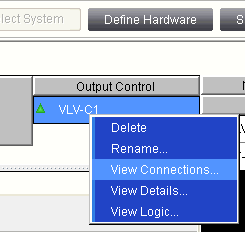 lect System
Define Hardware
S
Output Control
VLV-C1
Delete
Rename...
View Connections...
View Details...
View Logic...